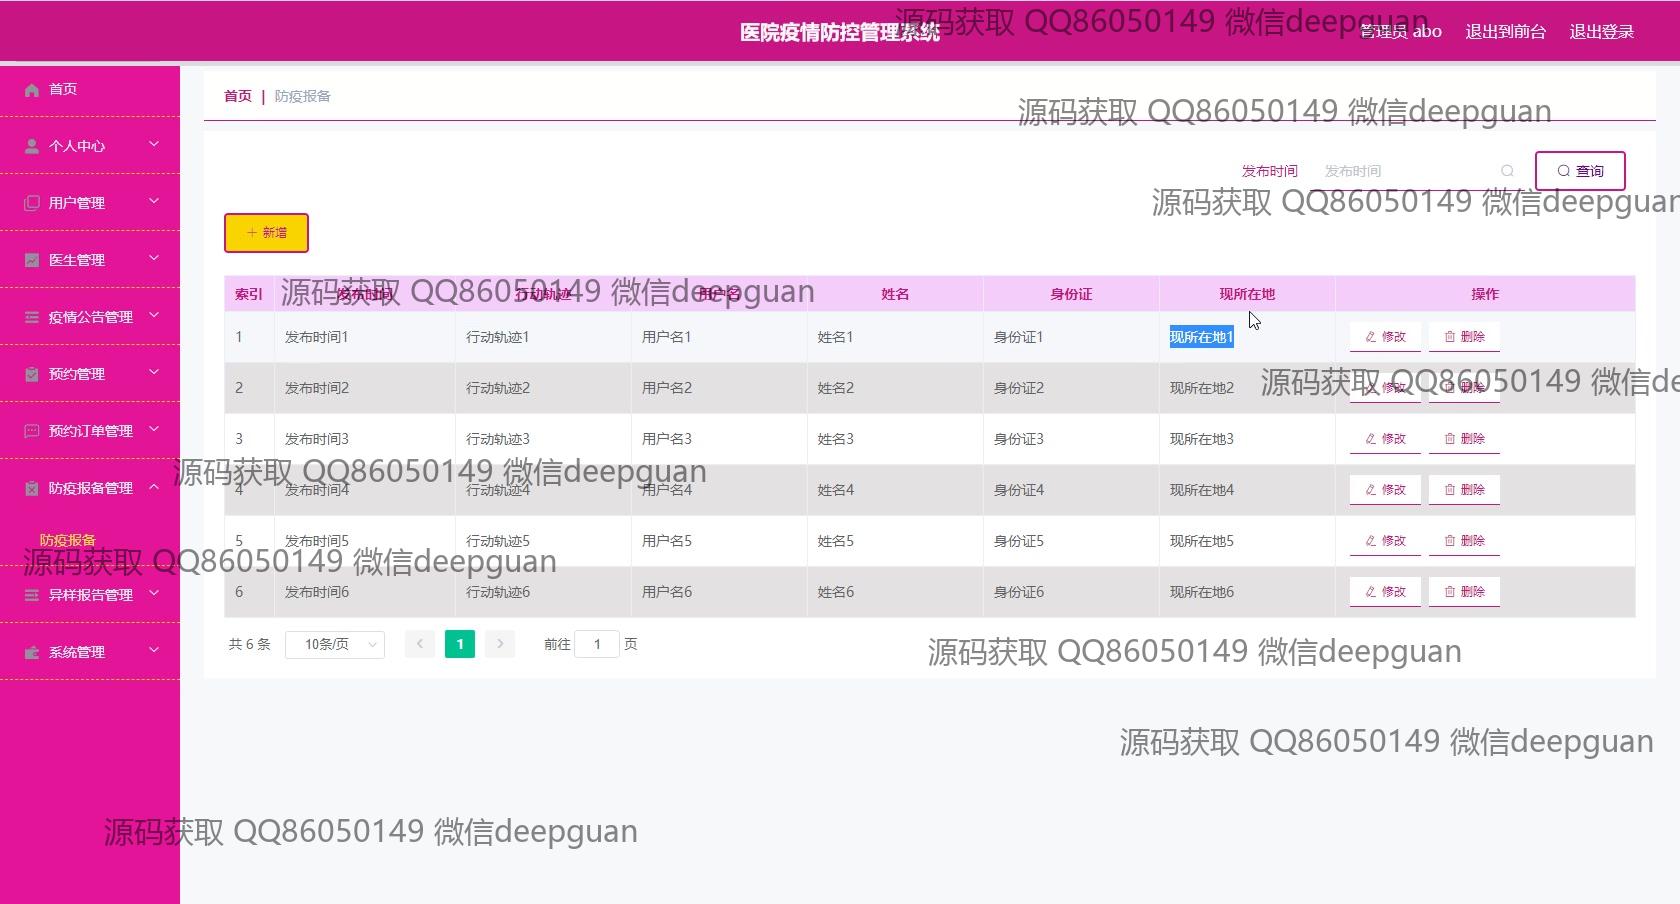 医院疫情防控管理系统
源码获取 QQ86050149 微信deepguan
管理员 abo 退出到前台 退出登录
首页
个人中心
用户管理
医生管理
疫情公告管理
预约管理
预约订单管理
防疫报备管理
防疫报备
异样报告管理
系统管理
首页 | 防疫报备
源码获取 QQ86050149 微信deepguan
发布时间 发布时间 查询
源码获取 QQ86050149 微信deepguan
新增
索引 发布时间 行动轨迹 用户名 姓名 身份证 现所在地 操作
源码获取 QQ86050149 微信deepguan
1 发布时间1 行动轨迹1 用户名1 姓名1 身份证1 现所在地1 修改 删除
2 发布时间2 行动轨迹2 用户名2 姓名2 身份证2 现所在地2 修改 删除
源码获取 QQ86050149 微信de
3 发布时间3 行动轨迹3 用户名3 姓名3 身份证3 现所在地3 修改 删除
源码获取 QQ86050149 微信deepguan
4 发布时间4 行动轨迹4 用户名4 姓名4 身份证4 现所在地4 修改 删除
5 发布时间5 行动轨迹5 用户名5 姓名5 身份证5 现所在地5 修改 删除
源码获取 QQ86050149 微信deepguan
6 发布时间6 行动轨迹6 用户名6 姓名6 身份证6 现所在地6 修改 删除
共 6 条 10条/页 1 前往 1 页
源码获取 QQ86050149 微信deepguan
源码获取 QQ86050149 微信deepguan
源码获取 QQ86050149 微信deepguan